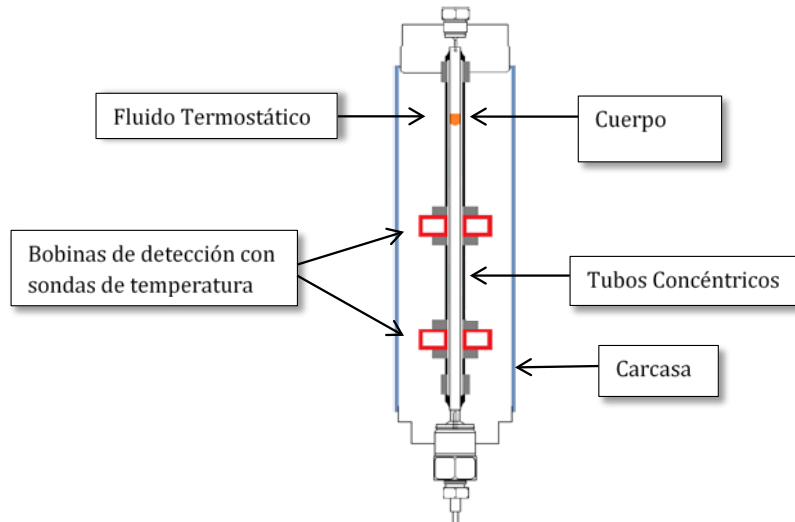 Fluido Termostático
Cuerpo
Bobinas de detección con
sondas de temperatura
Tubos Concéntricos
Carcasa